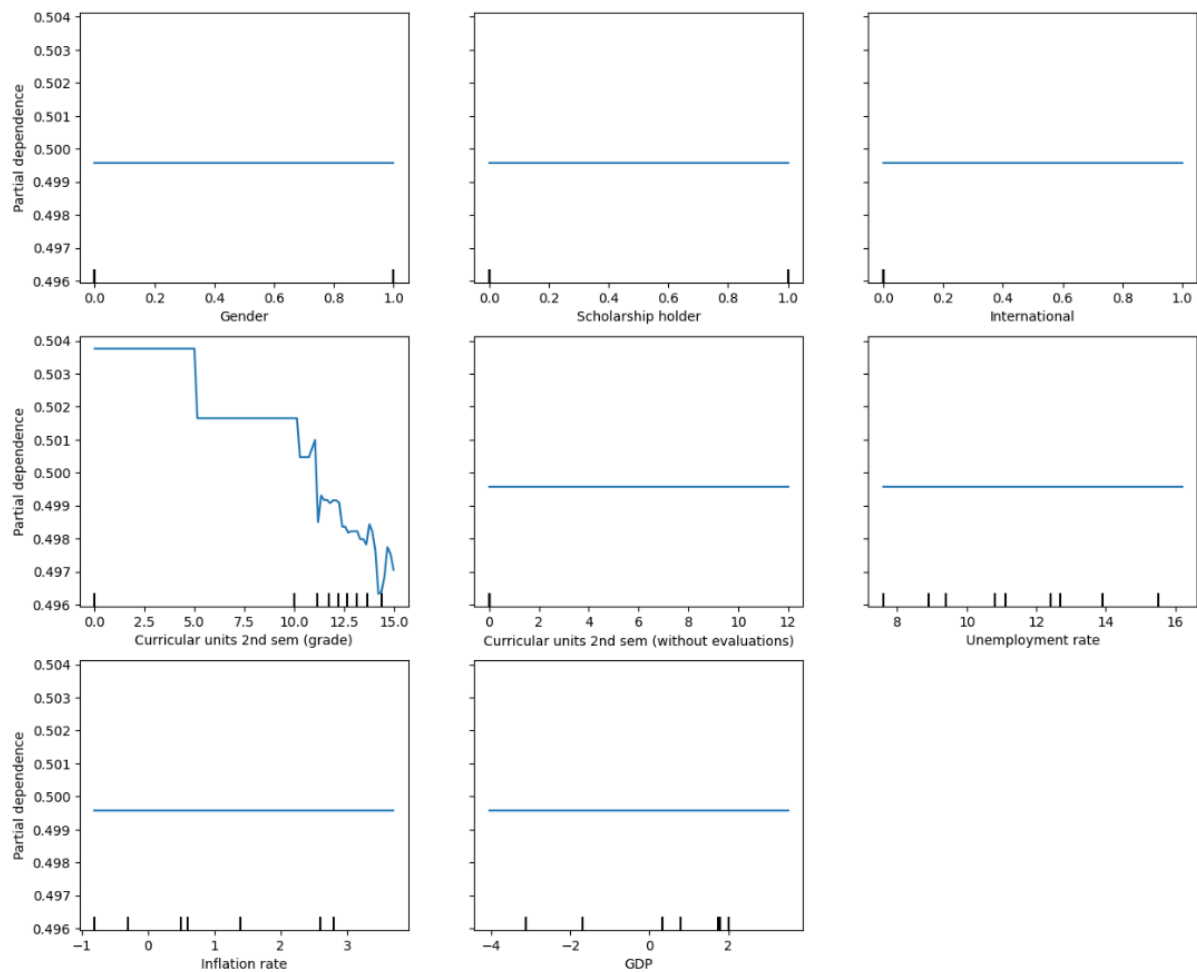 0.504
0.503
0.502
0.501
0.500
0.499
0.498
0.497
0.496
Partial dependence
0.0 0.2 0.4 0.6 0.8 1.0
Gender
0.0 0.2 0.4 0.6 0.8 1.0
Scholarship holder
0.0 0.2 0.4 0.6 0.8 1.0
International
0.504
0.503
0.502
0.501
0.500
0.499
0.498
0.497
0.496
Partial dependence
0.0 2.5 5.0 7.5 10.0 12.5 15.0
Curricular units 2nd sem (grade)
0 2 4 6 8 10 12
Curricular units 2nd sem (without evaluations)
8 10 12 14 16
Unemployment rate
0.504
0.503
0.502
0.501
0.500
0.499
0.498
0.497
0.496
Partial dependence
−1 0 1 2 3
Inflation rate
−4 −2 0 2
GDP